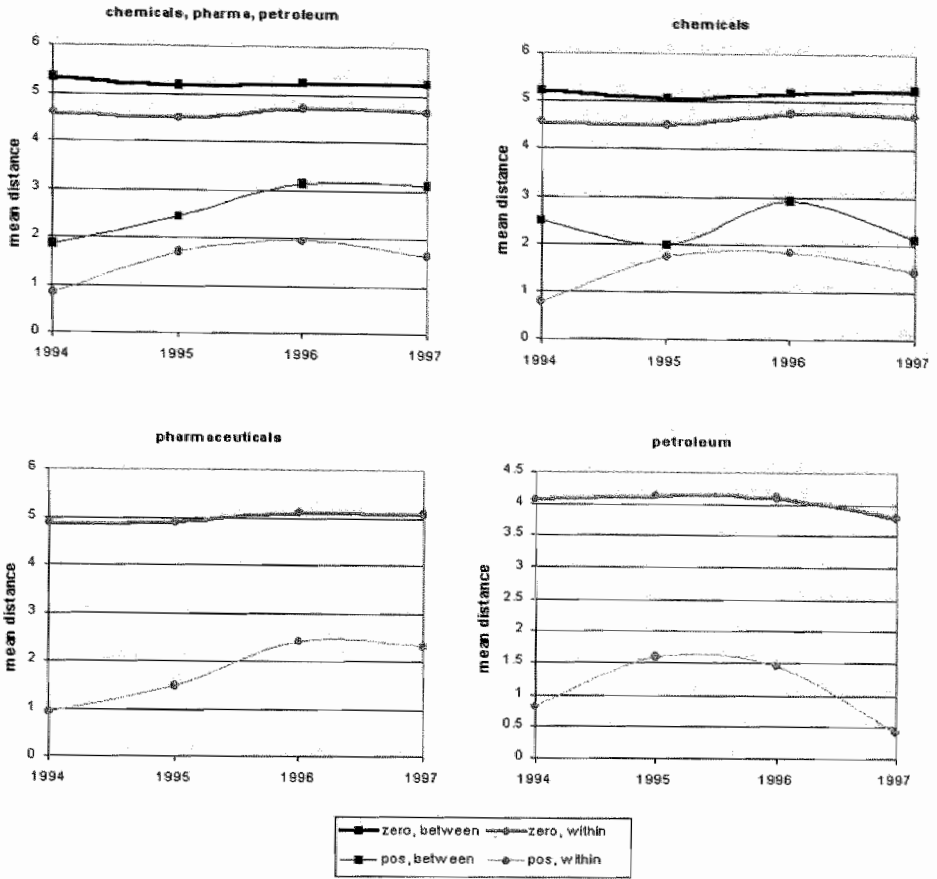 chemicals, pharma, petroleum
6
5
4
3
2
1
0
mean distance
1994 1995 1996 1997
chemicals
6
5
4
3
2
1
0
mean distance
1994 1995 1996 1997
pharmaceuticals
6
5
4
3
2
1
0
mean distance
1994 1995 1996 1997
petroleum
4.5
4
3.5
3
2.5
2
1.5
1
0.5
0
mean distance
1994 1995 1996 1997
zero, between zero, within
pos, between pos, within